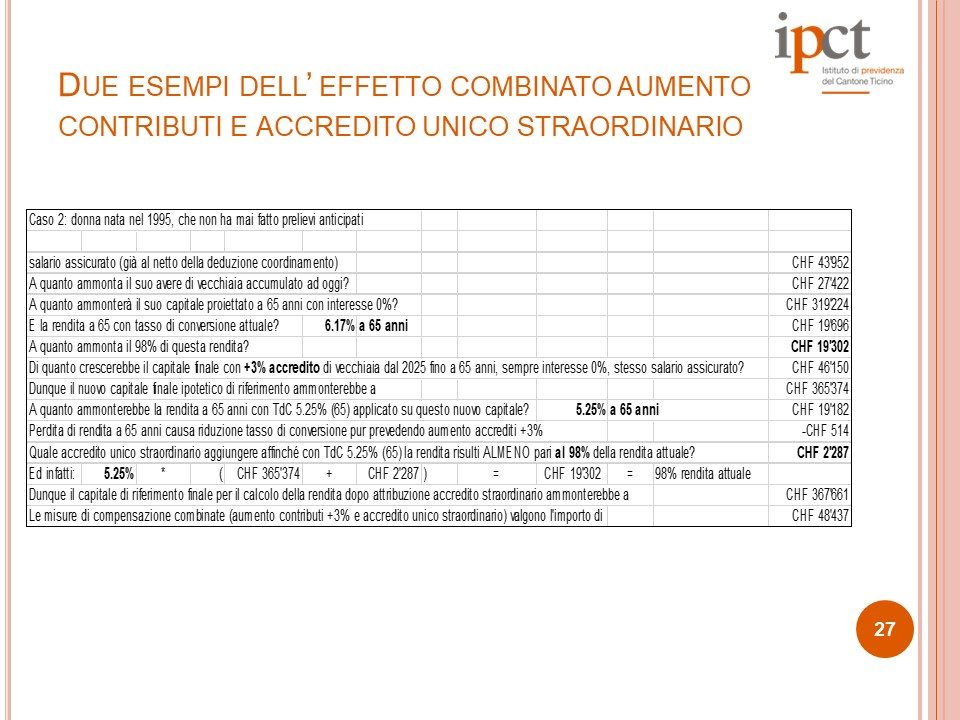 ipct
Istituto di previdenza
del Cantone Ticino
DUE ESEMPI DELL’ EFFETTO COMBINATO AUMENTO
CONTRIBUTI E ACCREDITO UNICO STRAORDINARIO
Caso 2: donna nata nel 1995, che non ha mai fatto prelievi anticipati
salario assicurato (già al netto della deduzione coordinamento) CHF 43'952
A quanto ammonta il suo avere di vecchiaia accumulato ad oggi? CHF 27'422
A quanto ammonterà il suo capitale proiettato a 65 anni con interesse 0%? CHF 319'224
E la rendita a 65 con tasso di conversione attuale? 6.17% a 65 anni CHF 19'696
A quanto ammonta il 98% di questa rendita? CHF 19'302
Di quanto crescerebbe il capitale finale con +3% accredito di vecchiaia dal 2025 fino a 65 anni, sempre interesse 0%, stesso salario assicurato? CHF 46'150
Dunque il nuovo capitale finale ipotetico di riferimento ammonterebbe a CHF 365'374
A quanto ammonterebbe la rendita a 65 anni con TdC 5.25% (65) applicato su questo nuovo capitale? 5.25% a 65 anni CHF 19'182
Perdita di rendita a 65 anni causa riduzione tasso di conversione pur prevedendo aumento accrediti +3% -CHF 514
Quale accredito unico straordinario aggiungere affinché con TdC 5.25% (65) la rendita risulti ALMENO pari al 98% della rendita attuale? CHF 2'287
Ed infatti: 5.25% * ( CHF 365'374 + CHF 2'287 ) = CHF 19'302 = 98% rendita attuale
Dunque il capitale di riferimento finale per il calcolo della rendita dopo attribuzione accredito straordinario ammonterebbe a CHF 367'661
Le misure di compensazione combinate (aumento contributi +3% e accredito unico straordinario) valgono l'importo di CHF 48'437
27